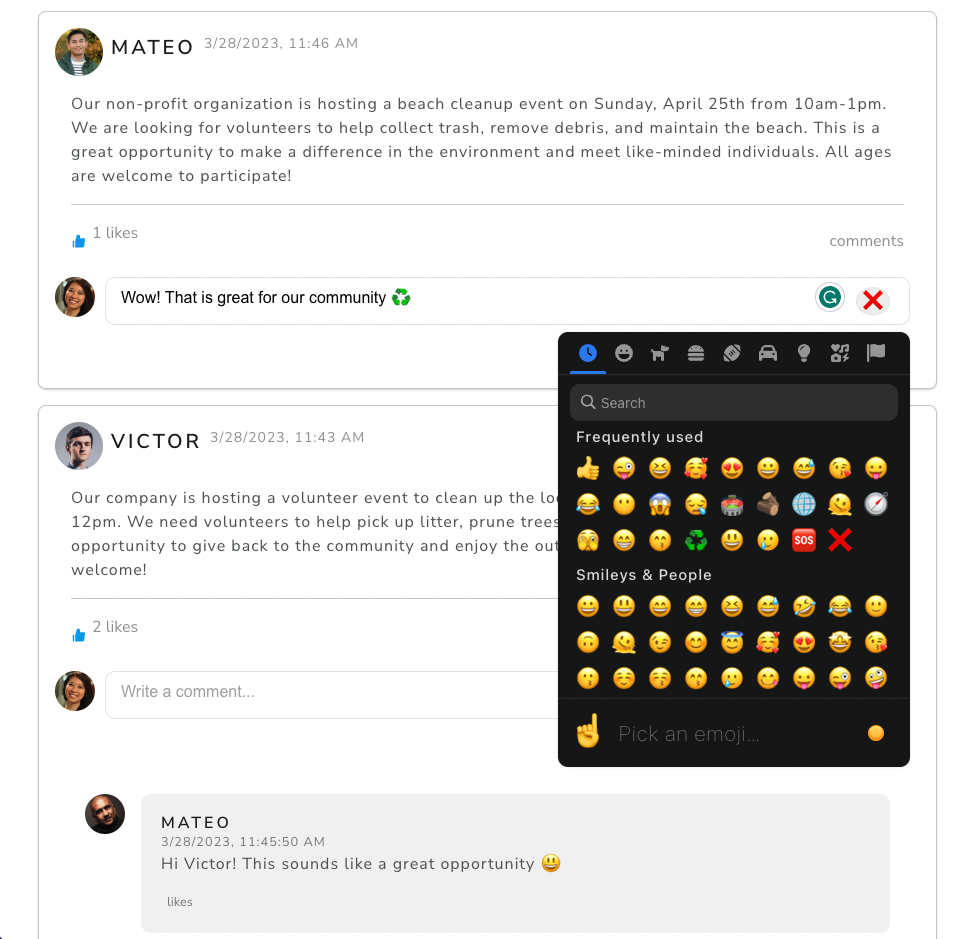 MATEO 3/28/2023, 11:46 AM
Our non-profit organization is hosting a beach cleanup event on Sunday, April 25th from 10am-1pm.
We are looking for volunteers to help collect trash, remove debris, and maintain the beach. This is a
great opportunity to make a difference in the environment and meet like-minded individuals. All ages
are welcome to participate!
1 likes
comments
Wow! That is great for our community ♻️
Search
Frequently used
SOS
Smileys & People
Pick an emoji…
VICTOR 3/28/2023, 11:43 AM
Our company is hosting a volunteer event to clean up the
12pm. We need volunteers to help pick up litter, prune trees
opportunity to give back to the community and enjoy the
welcome!
2 likes
Write a comment...
MATEO
3/28/2023, 11:45:50 AM
Hi Victor! This sounds like a great opportunity 😃
likes